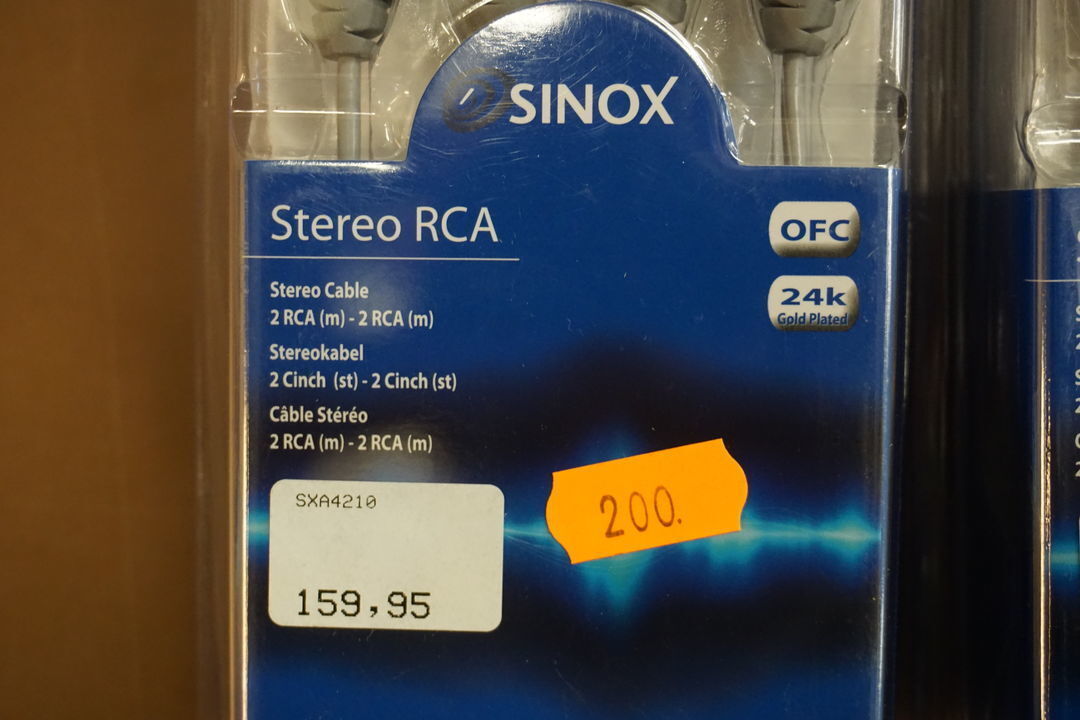 SINOX
Stereo RCA
OFC
24k
Gold Plated
Stereo Cable
2 RCA (m) - 2 RCA (m)
Stereokabel
2 Cinch (st) - 2 Cinch (st)
Câble Stéréo
2 RCA (m) - 2 RCA (m)
SXA4210
159,95
200.